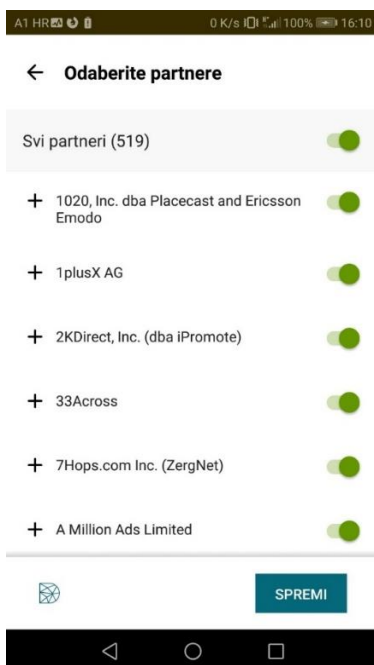 A1 HR 0 K/s 100% 16:10
Odaberite partnere
Svi partneri (519)
1020, Inc. dba Placecast and Ericsson
Emodo
1plusX AG
2KDirect, Inc. (dba iPromote)
33Across
7Hops.com Inc. (ZergNet)
A Million Ads Limited
SPREMI